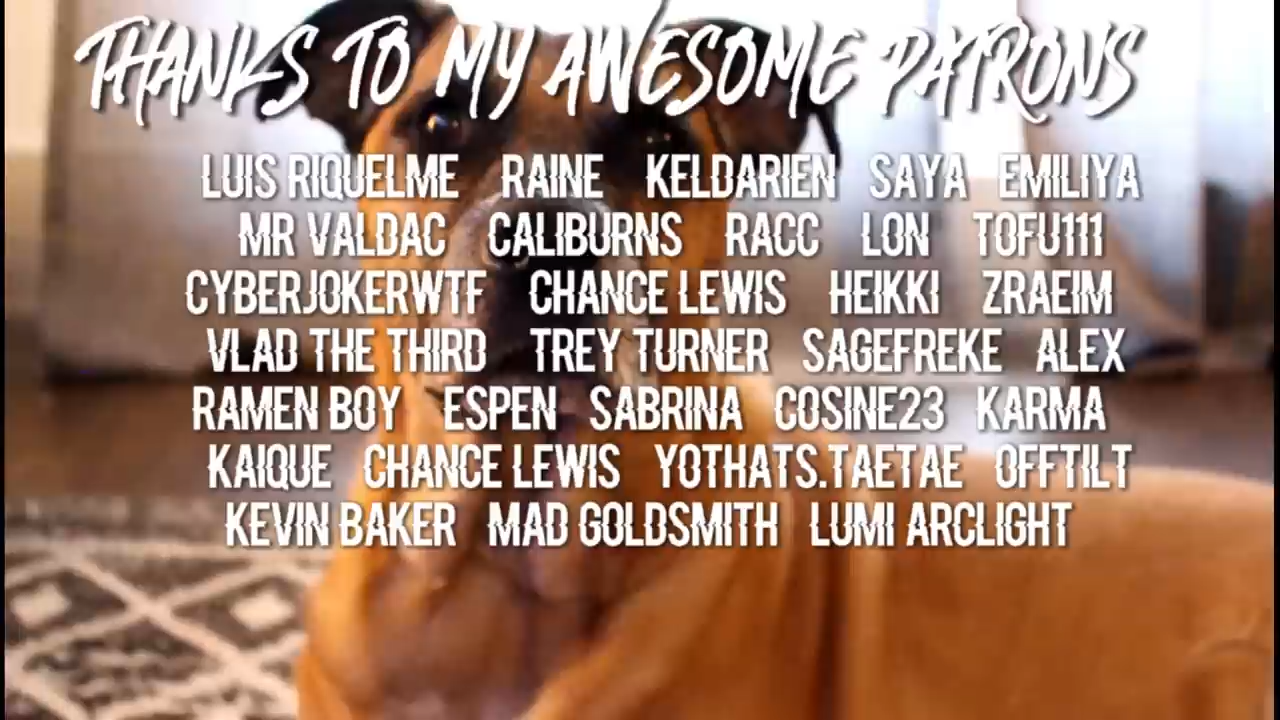 THANKS TO MY AWESOME PATRONS
LUIS RIQUELME RAINE KELDARIEN SAYA EMILIYA
MR VALDAC CALIBURNS RACC LON TOFU111
CYBERJOKERWTF CHANCE LEWIS HEIKKI ZRAEIM
VLAD THE THIRD TREY TURNER SAGEFREKE ALEX
RAMEN BOY ESPEN SABRINA COSINE23 KARMA
KAIQUE CHANCE LEWIS YOTHATS.TAETAE OFFTILT
KEVIN BAKER MAD GOLDSMITH LUMI ARCLIGHT